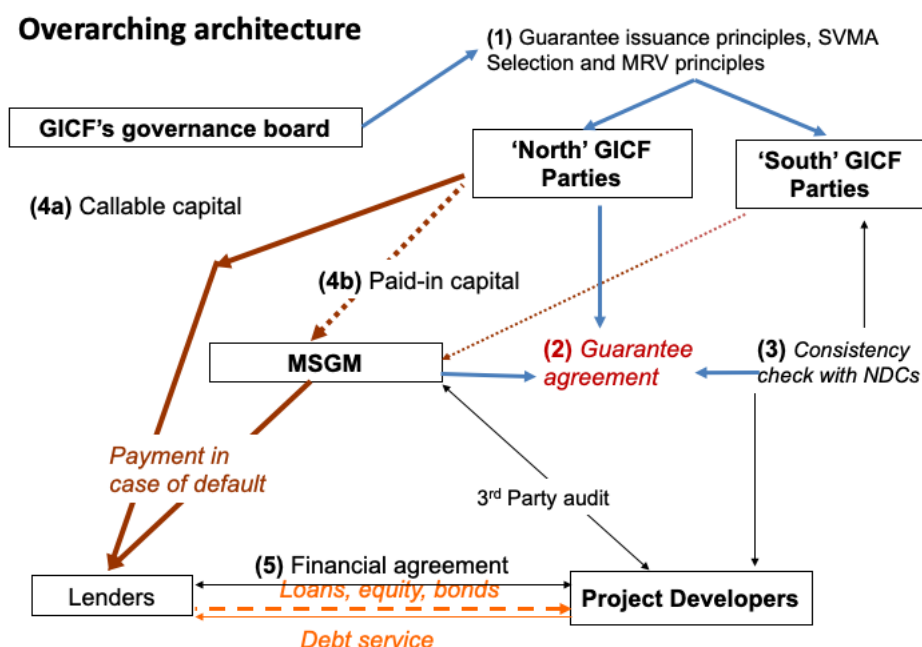 Overarching architecture
(1) Guarantee issuance principles, SVMA
Selection and MRV principles
GICF's governance board
‘North’ GICF
Parties
‘South’ GICF
Parties
(4a) Callable capital
(4b) Paid-in capital
MSGM
(2) Guarantee
agreement
(3) Consistency
check with NDCs
Payment in
case of default
3rd Party audit
(5) Financial agreement
Lenders
Loans, equity, bonds
Project Developers
Debt service